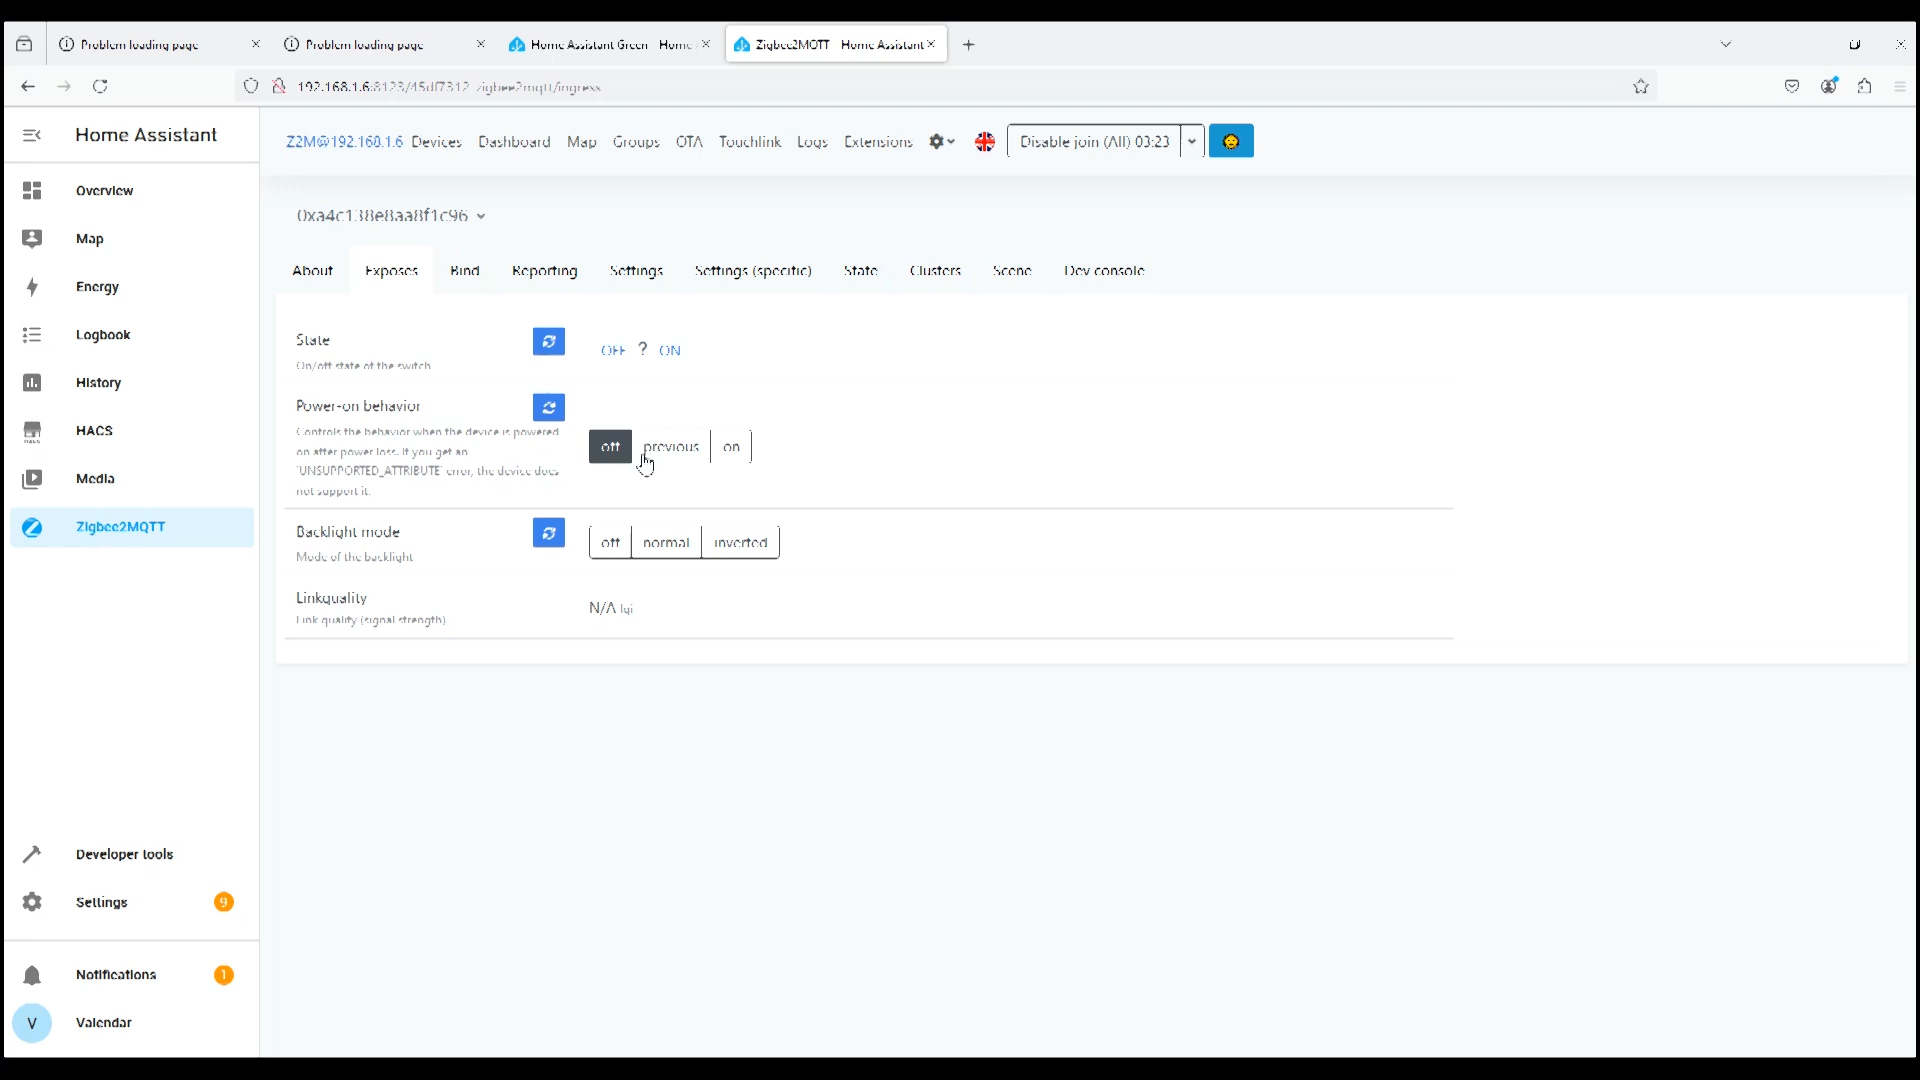 Problem loading page
Problem loading page
Home Assistant Green Home
Zigbee2MQTT Home Assistant
192.168.1.6:8123/45df7312_zigbee2mqtt/ingress
Home Assistant
Z2M@192.168.1.6 Devices Dashboard Map Groups OTA Touchlink Logs Extensions Disable join (All) 03:23
Overview
Map
Energy
Logbook
History
HACS
Media
Zigbee2MQTT
Developer tools
Settings 9
Notifications 1
V Valendar
0xa4c138e8aa8f1c96
About Exposes Bind Reporting Settings Settings (specific) State Clusters Scene Dev console
State
On/off state of the switch
OFF ? ON
Power-on behavior
Controls the behavior when the device is powered
on after power loss. If you get an
`UNSUPPORTED_ATTRIBUTE` error, the device does
not support it.
off previous on
Backlight mode
Mode of the backlight
off normal inverted
Linkquality
Link quality (signal strength)
N/A lqi